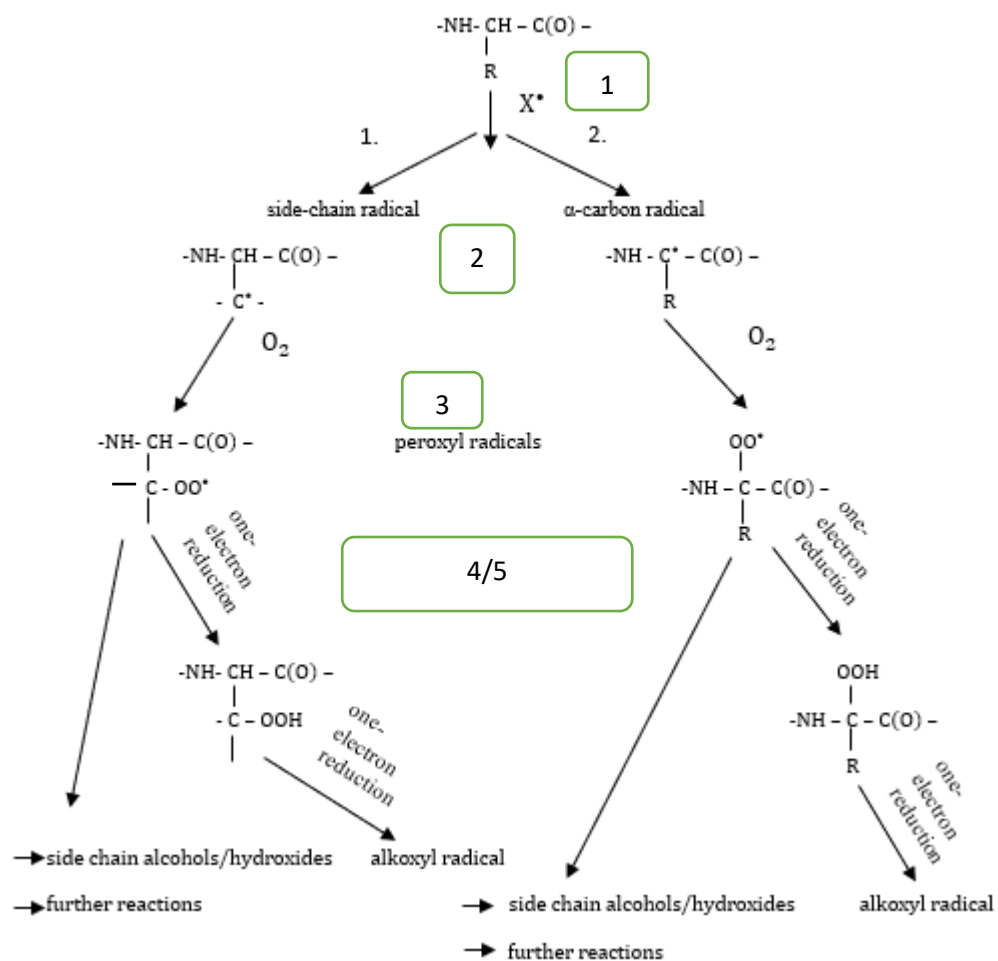 -NH- CH – C(O) –
R
1
X•
1.
2.
side-chain radical
α-carbon radical
-NH- CH – C(O) –
2
-NH - C• – C(O) –
- C• -
R
O2
O2
3
-NH- CH – C(O) –
peroxyl radicals
OO•
C - OO•
-NH – C – C(O) –
R
one-
electron
reduction
one-
electron
reduction
4/5
-NH- CH – C(O) –
OOH
- C – OOH
-NH – C – C(O) –
R
one-
electron
reduction
one-
electron
reduction
side chain alcohols/hydroxides
alkoxyl radical
further reactions
side chain alcohols/hydroxides
alkoxyl radical
further reactions